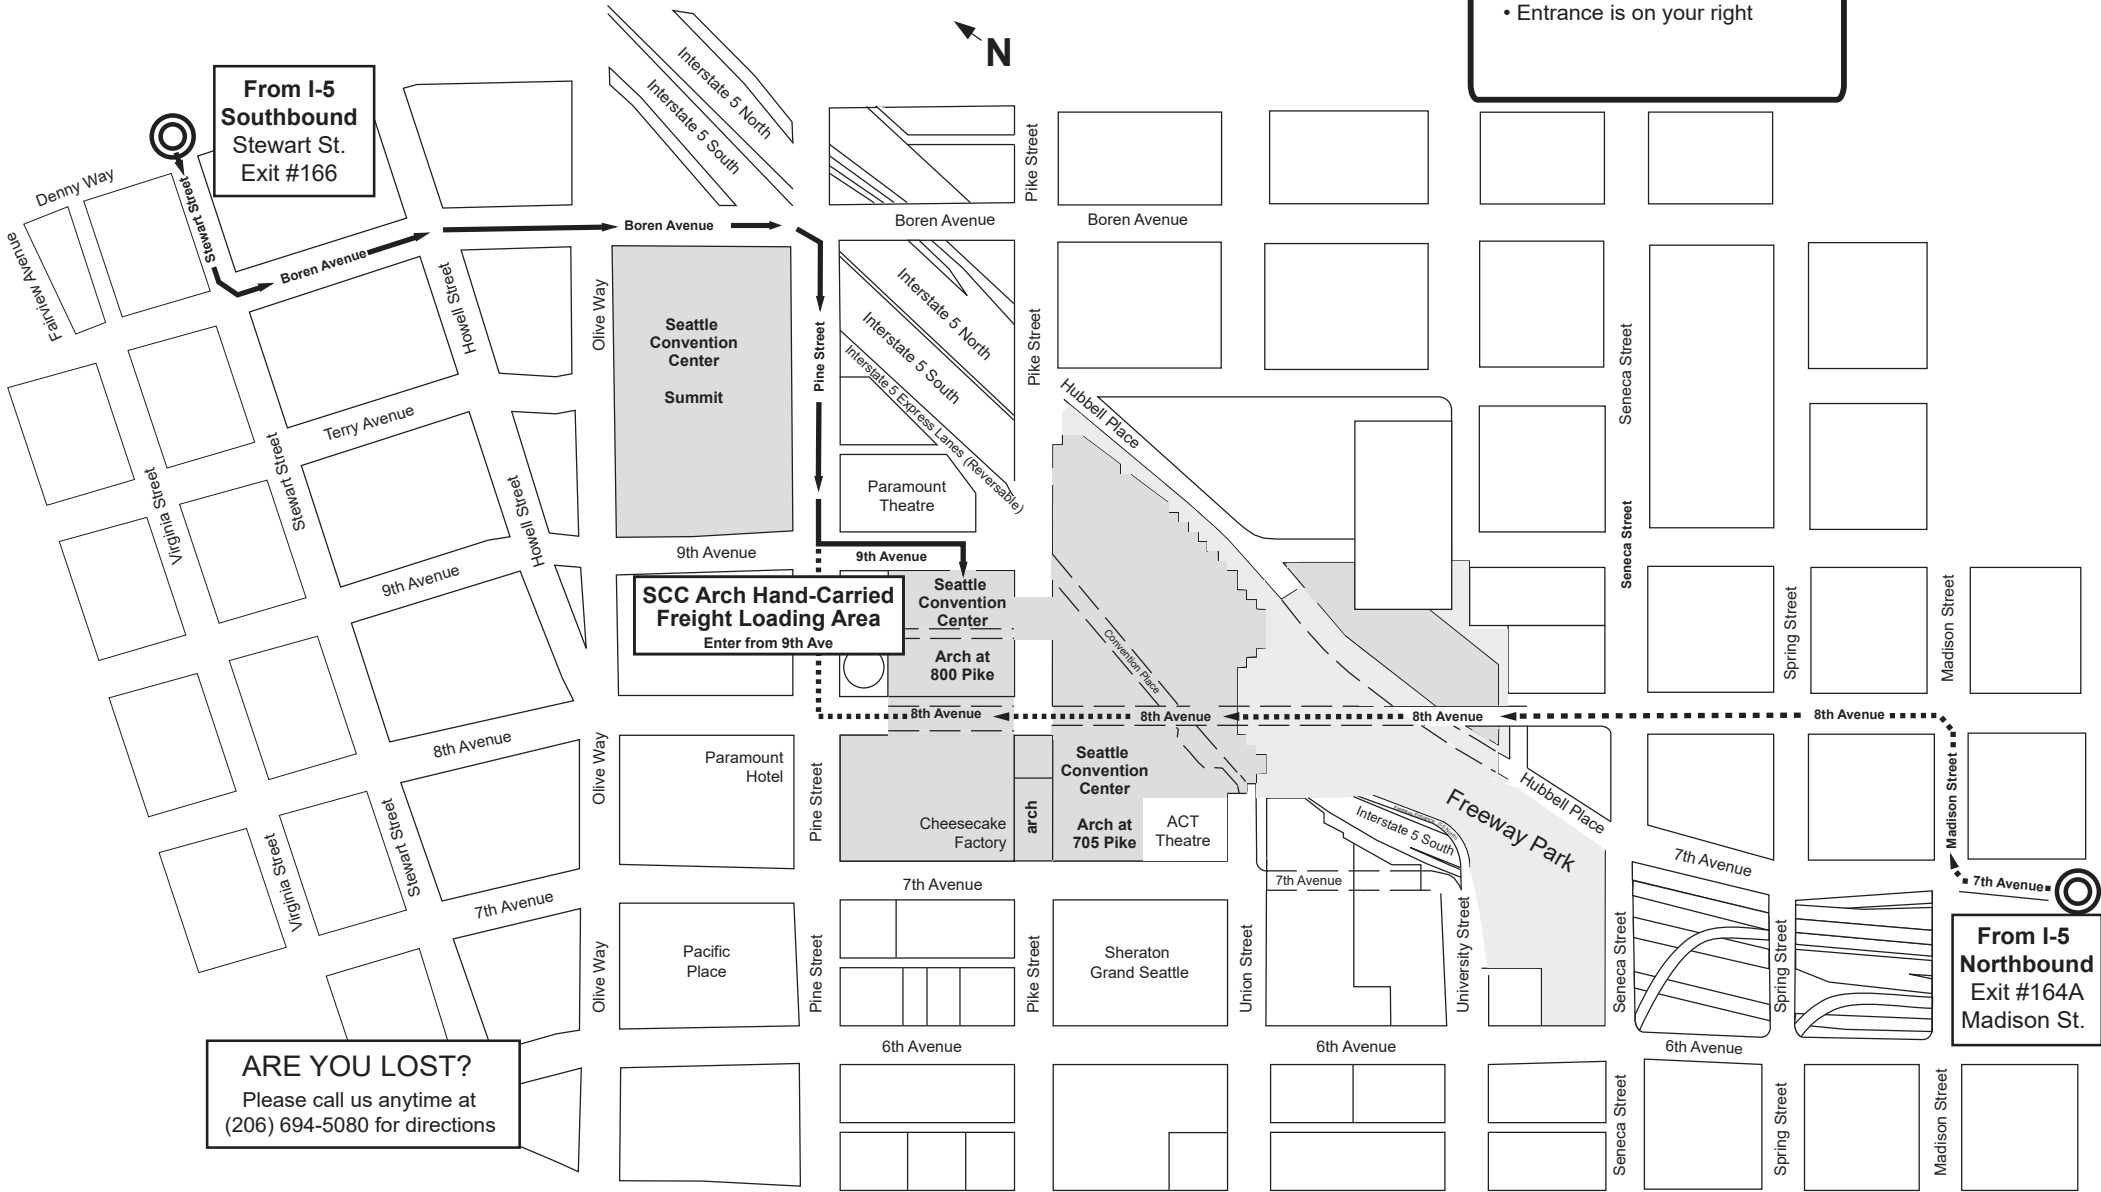 • Entrance is on your right
N
From I-5
Southbound
Stewart St.
Exit #166
Interstate 5 North
Interstate 5 South
Pike Street
Denny Way
Stewart Street
Fairview Avenue
Boren Avenue
Boren Avenue
Boren Avenue
Boren Avenue
Howell Street
Olive Way
Seattle
Convention
Center
Summit
Pine Street
Interstate 5 North
Interstate 5 South
Interstate 5 Express Lanes (Reversable)
Pike Street
Hubbell Place
Seneca Street
Terry Avenue
Stewart Street
Virginia Street
Howell Street
Paramount
Theatre
Seneca Street
9th Avenue
9th Avenue
9th Avenue
SCC Arch Hand-Carried
Freight Loading Area
Enter from 9th Ave
Seattle
Convention
Center
Arch at
800 Pike
Convention Place
Spring Street
Madison Street
8th Avenue
8th Avenue
8th Avenue
8th Avenue
8th Avenue
Olive Way
Paramount
Hotel
Pine Street
Cheesecake
Factory
arch
Seattle
Convention
Center
Arch at
705 Pike
ACT
Theatre
Interstate 5 South
Freeway Park
Hubbell Place
Madison Street
7th Avenue
7th Avenue
7th Avenue
7th Avenue
7th Avenue
Stewart Street
Virginia Street
Olive Way
Pacific
Place
Pine Street
Pike Street
Sheraton
Grand Seattle
Union Street
University Street
Seneca Street
Spring Street
From I-5
Northbound
Exit #164A
Madison St.
6th Avenue
6th Avenue
6th Avenue
ARE YOU LOST?
Please call us anytime at
(206) 694-5080 for directions
Seneca Street
Spring Street
Madison Street